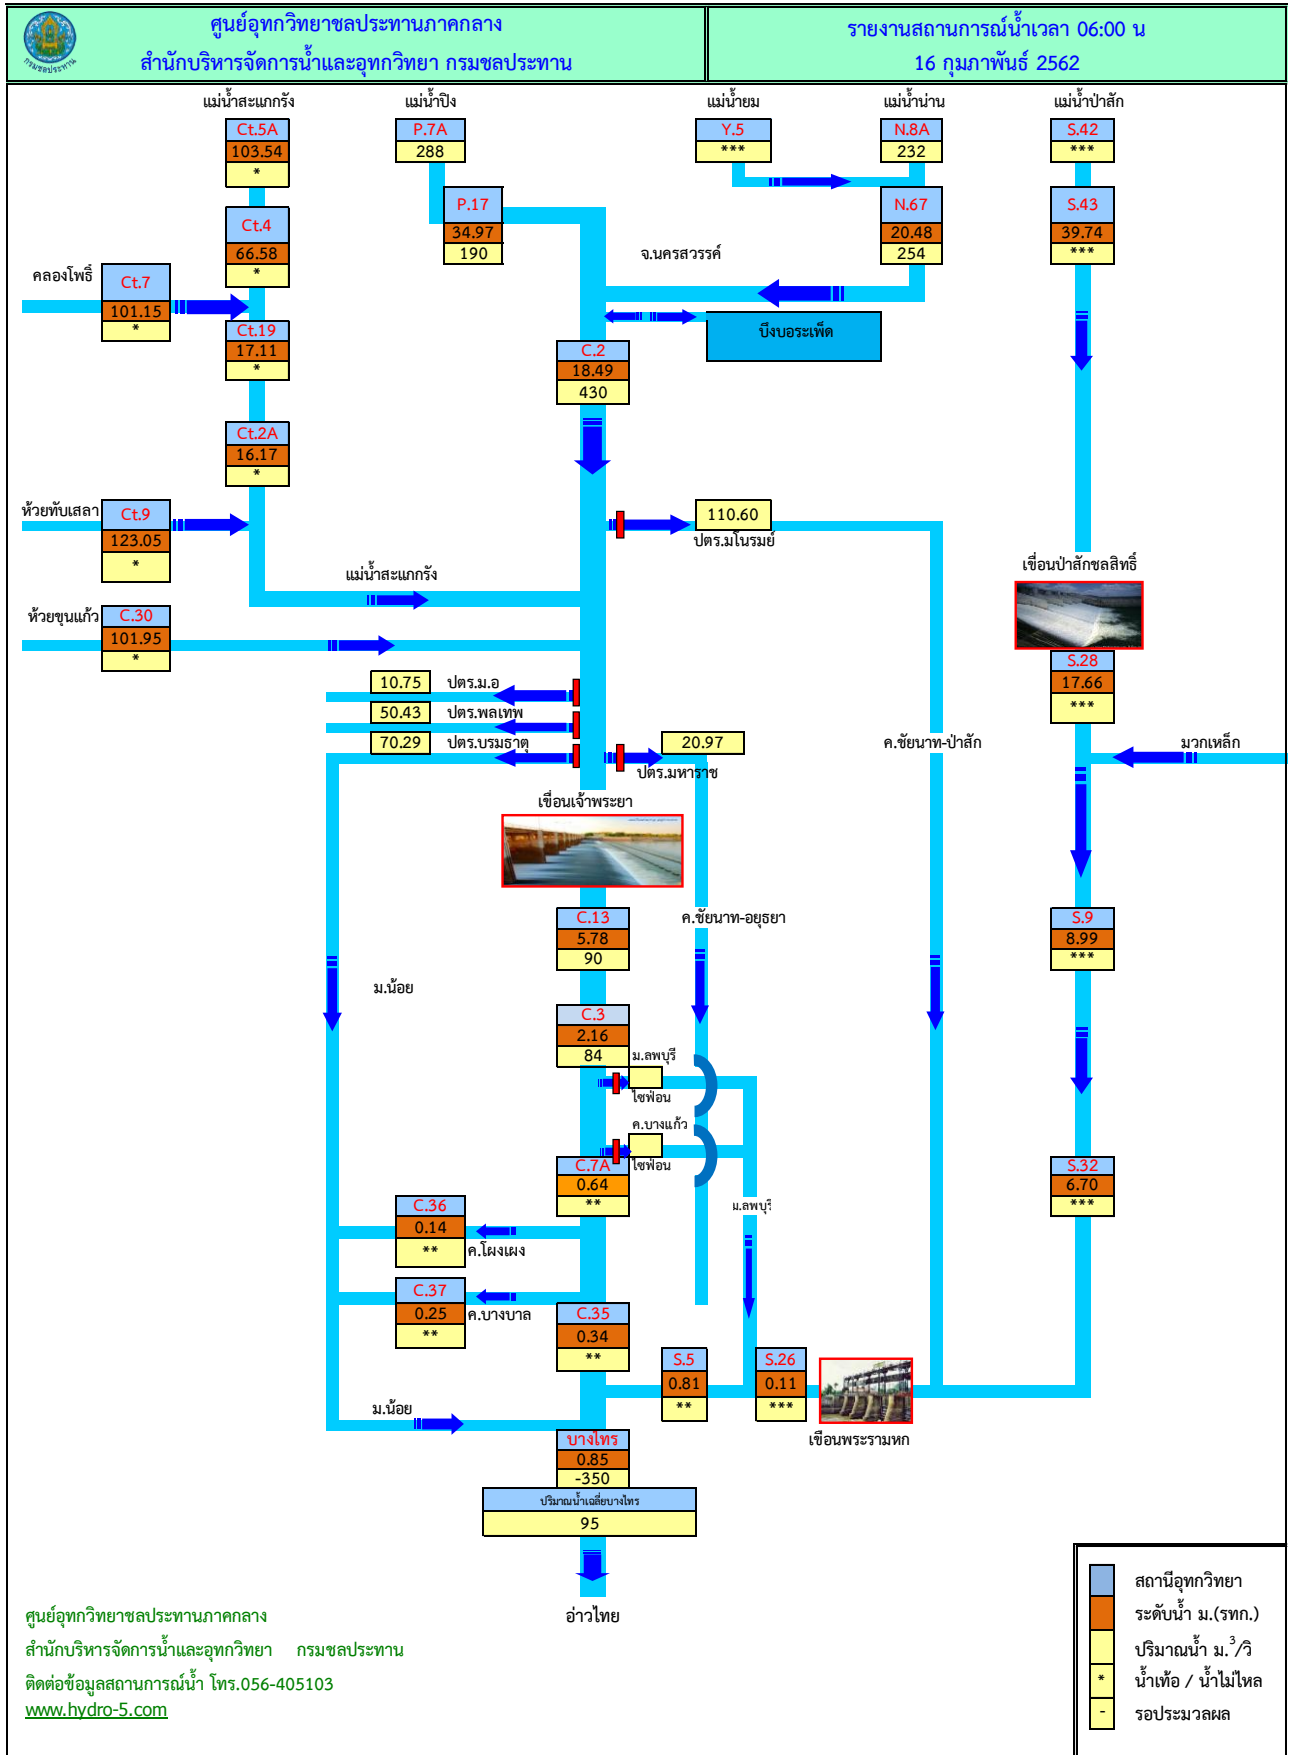 ศูนย์อุทกวิทยาชลประทานภาคกลาง
สำนักบริหารจัดการน้ำและอุทกวิทยา กรมชลประทาน
กรมชลประทาน
รายงานสถานการณ์น้ำเวลา 06:00 น
16 กุมภาพันธ์ 2562
แม่น้ำสะแกกรัง
แม่น้ำปิง
แม่น้ำยม
แม่น้ำน่าน
แม่น้ำป่าสัก
Ct.5A
103.54
*
P.7A
288
Y.5
***
N.8A
232
S.42
***
Ct.4
66.58
*
P.17
34.97
190
N.67
20.48
254
S.43
39.74
***
จ.นครสวรรค์
คลองโพธิ์
Ct.7
101.15
*
Ct.19
17.11
*
บึงบอระเพ็ด
C.2
18.49
430
Ct.2A
16.17
*
ห้วยทับเสลา
Ct.9
123.05
*
110.60
ปตร.มโนรมย์
แม่น้ำสะแกกรัง
เขื่อนป่าสักชลสิทธิ์
ห้วยขุนแก้ว
C.30
101.95
*
S.28
17.66
***
10.75 ปตร.ม.อ
50.43 ปตร.พลเทพ
70.29 ปตร.บรมธาตุ
20.97
ปตร.มหาราช
ค.ชัยนาท-ป่าสัก
มวกเหล็ก
เขื่อนเจ้าพระยา
C.13
5.78
90
ค.ชัยนาท-อยุธยา
S.9
8.99
***
ม.น้อย
C.3
2.16
84
ม.ลพบุรี
ไซฟ่อน
ค.บางแก้ว
ไซฟ่อน
C.7A
0.64
**
S.32
6.70
***
ม.ลพบุรี
C.36
0.14
**
ค.โผงเผง
C.37
0.25
**
ค.บางบาล
C.35
0.34
**
S.5
0.81
**
S.26
0.11
***
เขือนพระรามหก
ม.น้อย
บางไทร
0.85
-350
ปริมาณน้ำเฉลี่ยบางไทร
95
อ่าวไทย
สถานีอุทกวิทยา
ระดับน้ำ ม.(รทก.)
ปริมาณน้ำ ม.³/วิ
* น้ำเท้อ / น้ำไม่ไหล
- รอประมวลผล
ศูนย์อุทกวิทยาชลประทานภาคกลาง
สำนักบริหารจัดการน้ำและอุทกวิทยา กรมชลประทาน
ติดต่อข้อมูลสถานการณ์น้ำ โทร.056-405103
www.hydro-5.com